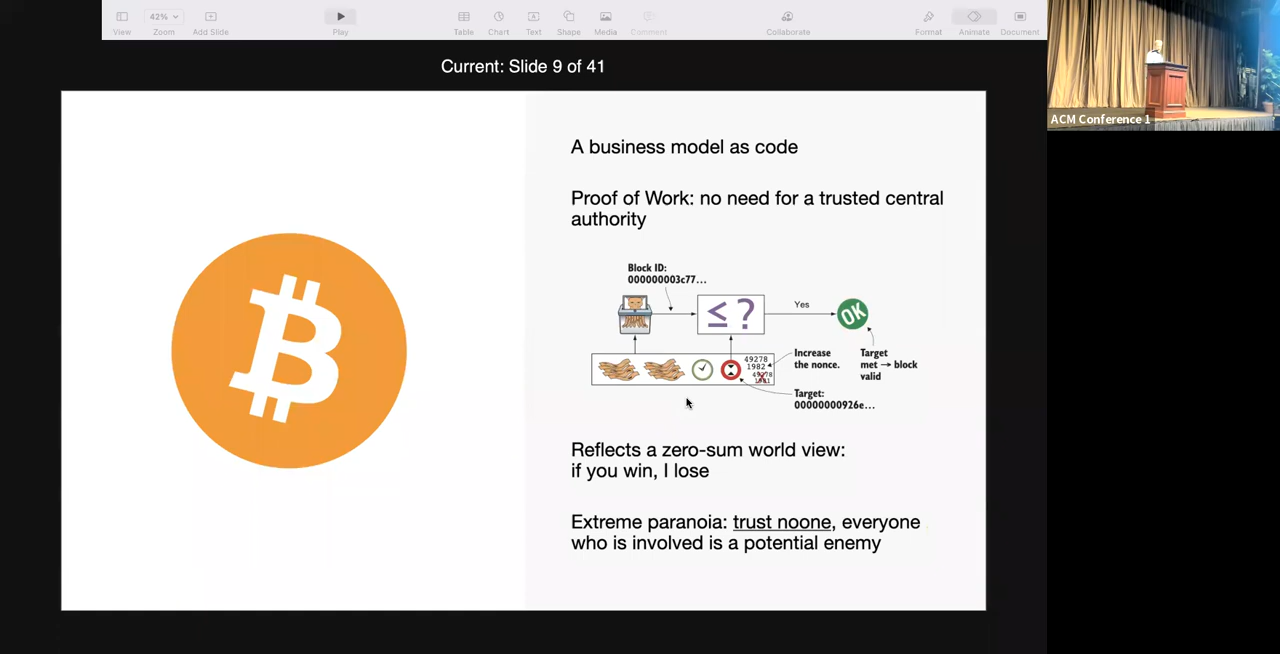 42%
View
Zoom
Add Slide
Play
Table
Chart
Text
Shape
Media
Comment
Collaborate
Format
Animate
Document
Current: Slide 9 of 41
ACM Conference 1
A business model as code
Proof of Work: no need for a trusted central
authority
Block ID:
000000003c77...
≤ ?
Yes
OK
49278
1982
49278
1981
Increase
the nonce.
Target
met → block
valid
Target:
00000000926e...
Reflects a zero-sum world view:
if you win, I lose
Extreme paranoia: trust noone, everyone
who is involved is a potential enemy